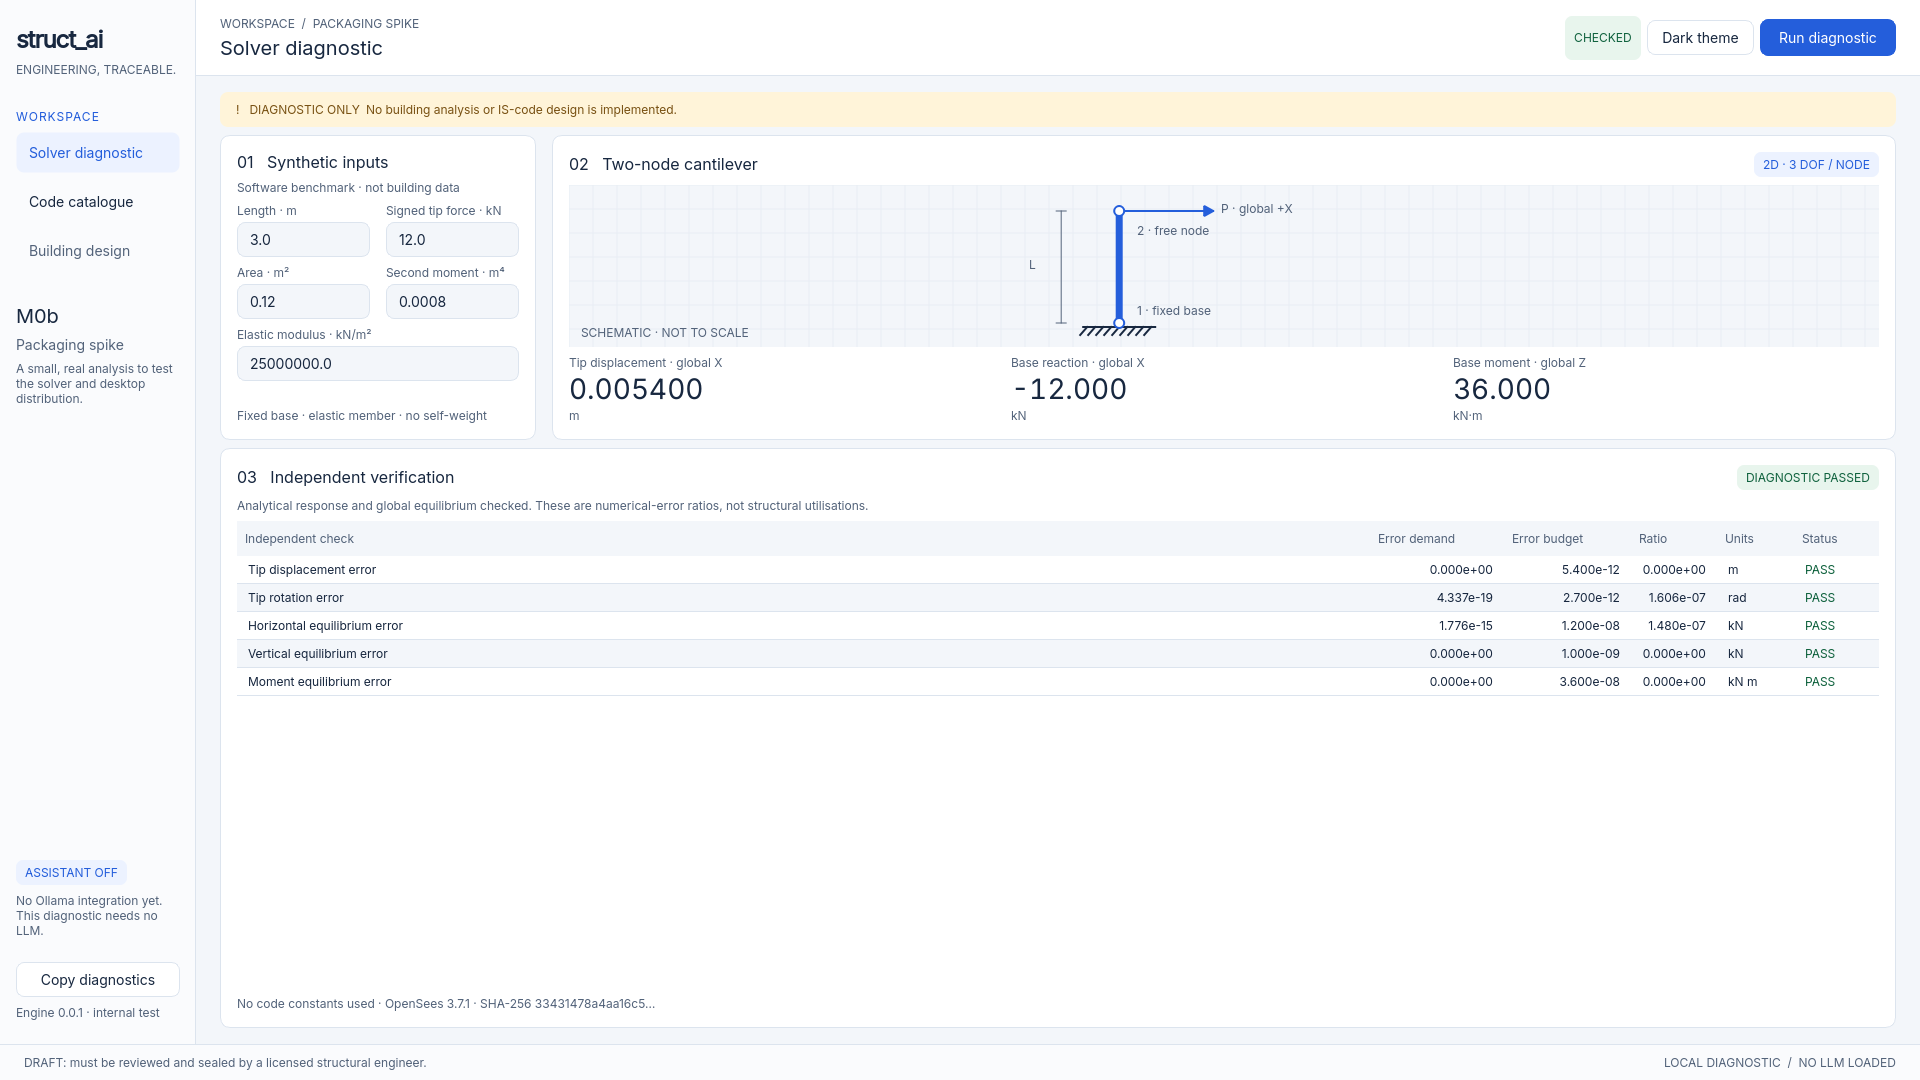 struct_ai
ENGINEERING, TRACEABLE.
WORKSPACE
Solver diagnostic
Code catalogue
Building design
M0b
Packaging spike
A small, real analysis to test
the solver and desktop
distribution.
ASSISTANT OFF
No Ollama integration yet.
This diagnostic needs no
LLM.
Copy diagnostics
Engine 0.0.1 · internal test
WORKSPACE / PACKAGING SPIKE
Solver diagnostic
CHECKED
Dark theme
Run diagnostic
! DIAGNOSTIC ONLY No building analysis or IS-code design is implemented.
01 Synthetic inputs
Software benchmark · not building data
Length · m Signed tip force · kN
3.0 12.0
Area · m² Second moment · m⁴
0.12 0.0008
Elastic modulus · kN/m²
25000000.0
Fixed base · elastic member · no self-weight
02 Two-node cantilever
2D · 3 DOF / NODE
P · global +X
2 · free node
L
1 · fixed base
SCHEMATIC · NOT TO SCALE
Tip displacement · global X
0.005400
m
Base reaction · global X
-12.000
kN
Base moment · global Z
36.000
kN·m
03 Independent verification
DIAGNOSTIC PASSED
Analytical response and global equilibrium checked. These are numerical-error ratios, not structural utilisations.
Independent check Error demand Error budget Ratio Units Status
Tip displacement error 0.000e+00 5.400e-12 0.000e+00 m PASS
Tip rotation error 4.337e-19 2.700e-12 1.606e-07 rad PASS
Horizontal equilibrium error 1.776e-15 1.200e-08 1.480e-07 kN PASS
Vertical equilibrium error 0.000e+00 1.000e-09 0.000e+00 kN PASS
Moment equilibrium error 0.000e+00 3.600e-08 0.000e+00 kN m PASS
No code constants used · OpenSees 3.7.1 · SHA-256 33431478a4aa16c5…
DRAFT: must be reviewed and sealed by a licensed structural engineer.
LOCAL DIAGNOSTIC / NO LLM LOADED